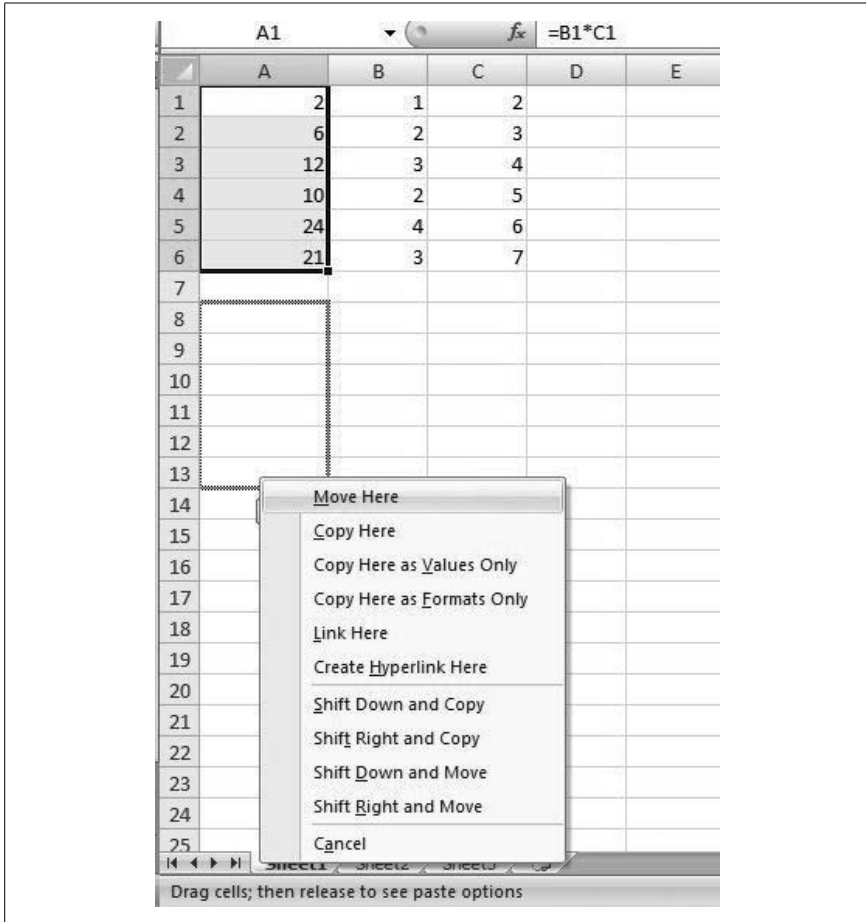 A1 fx =B1*C1
A B C D E
1 2 1 2
2 6 2 3
3 12 3 4
4 10 2 5
5 24 4 6
6 21 3 7
7
8
9
10
11
12
13
14
15
16
17
18
19
20
21
22
23
24
25
Move Here
Copy Here
Copy Here as Values Only
Copy Here as Formats Only
Link Here
Create Hyperlink Here
Shift Down and Copy
Shift Right and Copy
Shift Down and Move
Shift Right and Move
Cancel
Sheet1 Sheet2 Sheet3
Drag cells; then release to see paste options